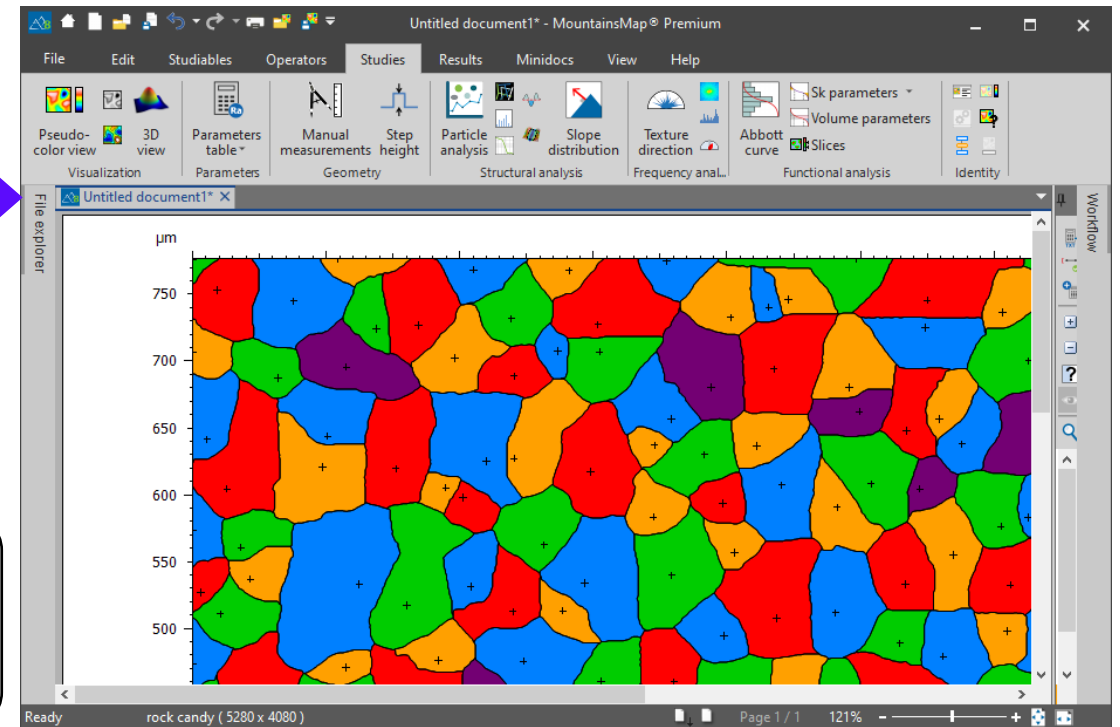 Untitled document1* - MountainsMap® Premium
File Edit Studiables Operators Studies Results Minidocs View Help
Pseudo-
color view
3D
view
Visualization
Ra
Parameters
table
Parameters
Manual
measurements
Step
height
Geometry
Particle
analysis
Slope
distribution
Structural analysis
Texture
direction
Frequency anal...
Abbott
curve
Sk parameters
Volume parameters
Slices
Functional analysis
Identity
File explorer
Untitled document1*
Workflow
µm
750
700
650
600
550
500
Ready rock candy ( 5280 x 4080 ) Page 1 / 1 121%